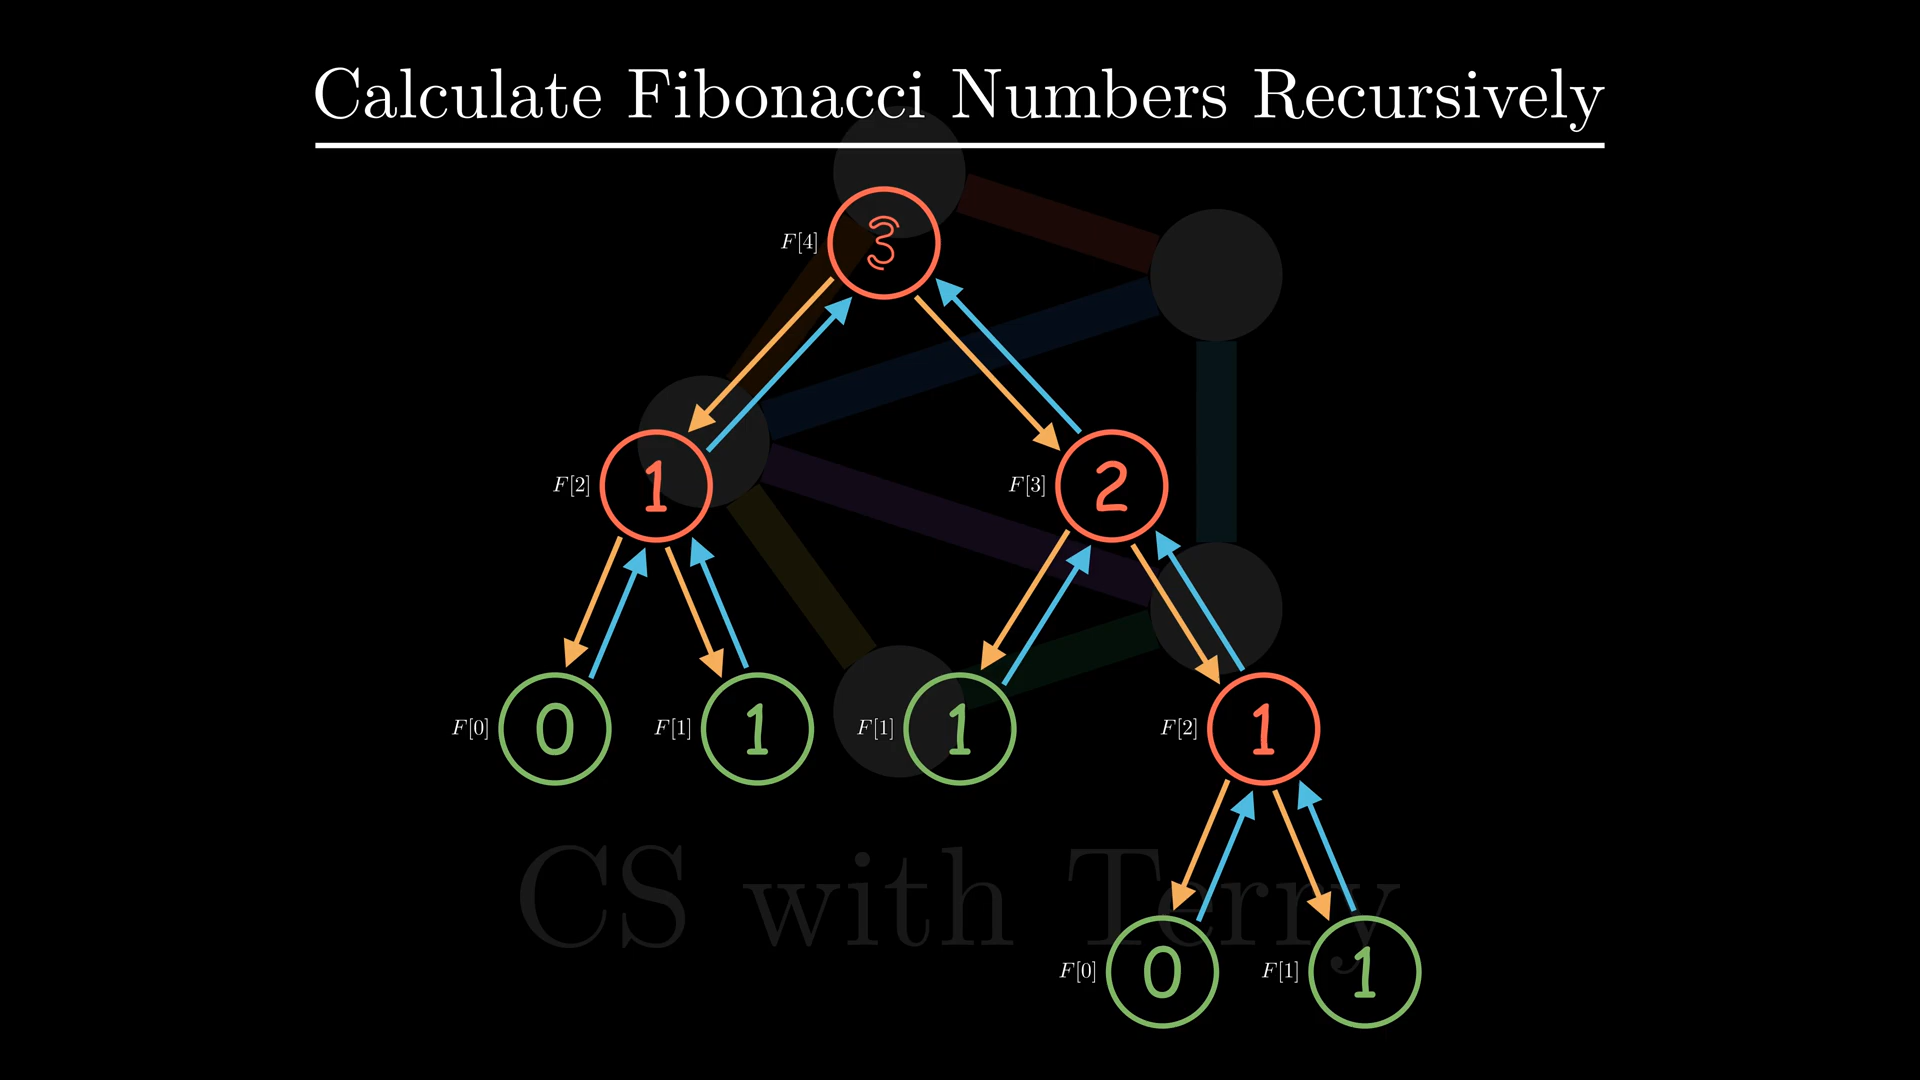 Calculate Fibonacci Numbers Recursively
F[4] 3
F[2] 1 F[3] 2
F[0] 0 F[1] 1 F[1] 1 F[2] 1
CS with Terry
F[0] 0 F[1] 1